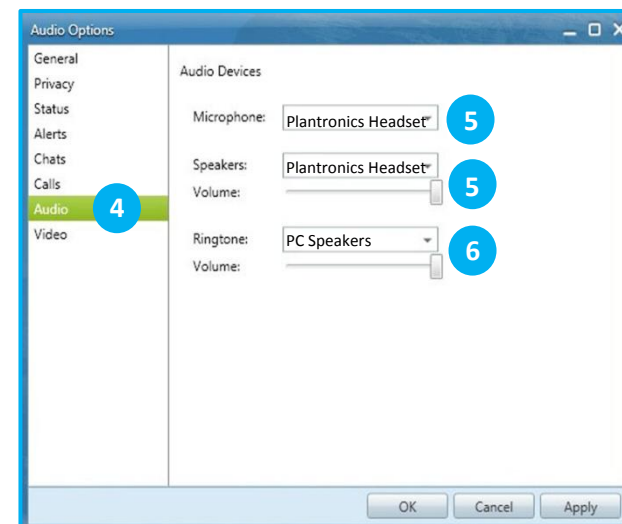 Audio Options
General
Privacy
Status
Alerts
Chats
Calls
Audio 4
Video
Audio Devices
Microphone: Plantronics Headset 5
Speakers: Plantronics Headset
Volume: 5
Ringtone: PC Speakers
Volume: 6
OK Cancel Apply